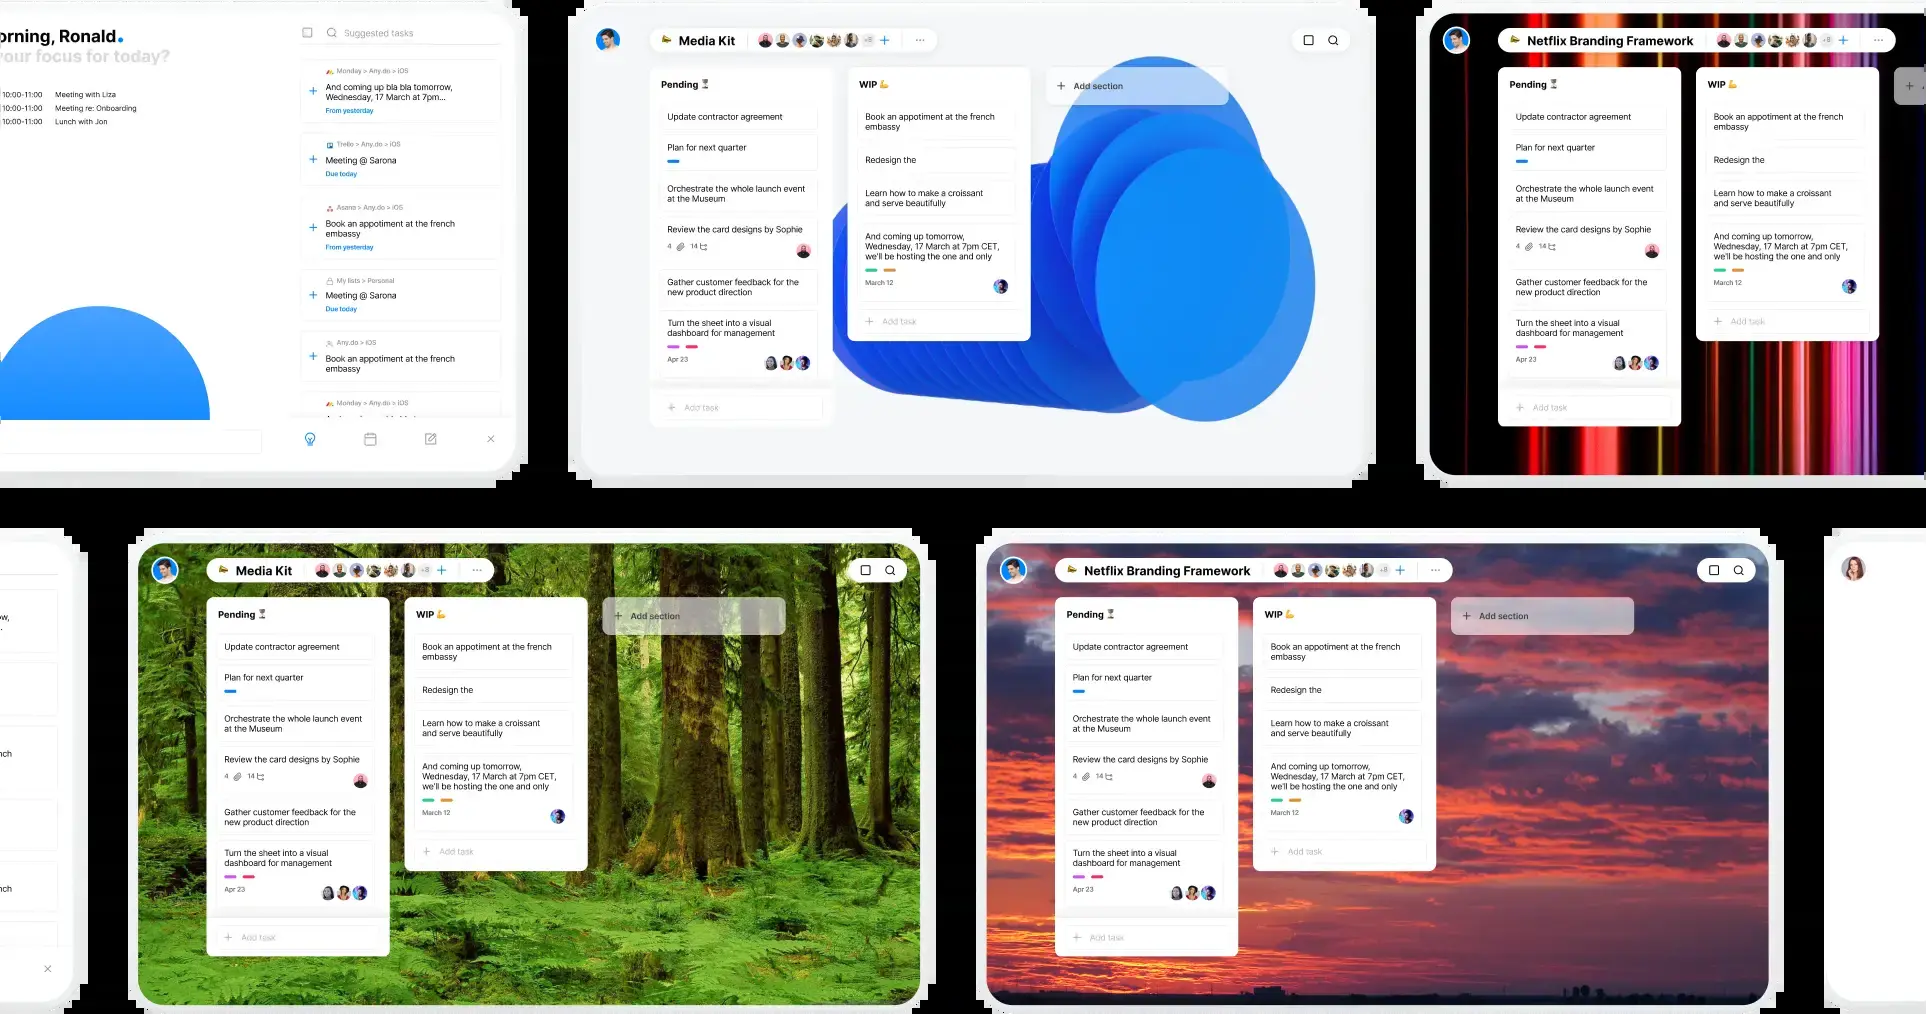 orning, Ronald.
your focus for today?
10:00-11:00 Meeting with Liza
10:00-11:00 Meeting re: Onboarding
10:00-11:00 Lunch with Jon
Suggested tasks
Monday > Any.do > iOS
And coming up bla bla tomorrow,
Wednesday, 17 March at 7pm...
From yesterday
Trello > Any.do > iOS
Meeting @ Sarona
Due today
Asana > Any.do > iOS
Book an appotiment at the french
embassy
From yesterday
My lists > Personal
Meeting @ Sarona
Due today
Any.do > iOS
Book an appotiment at the french
embassy
Monday > Any.do > iOS
Media Kit
+8
Pending
Update contractor agreement
Plan for next quarter
Orchestrate the whole launch event
at the Museum
Review the card designs by Sophie
4 14
Gather customer feedback for the
new product direction
Turn the sheet into a visual
dashboard for management
Apr 23
+ Add task
WIP
Book an appotiment at the french
embassy
Redesign the
Learn how to make a croissant
and serve beautifully
And coming up tomorrow,
Wednesday, 17 March at 7pm CET,
we'll be hosting the one and only
March 12
+ Add task
+ Add section
Netflix Branding Framework
+8
Pending
Update contractor agreement
Plan for next quarter
Orchestrate the whole launch event
at the Museum
Review the card designs by Sophie
4 14
Gather customer feedback for the
new product direction
Turn the sheet into a visual
dashboard for management
Apr 23
+ Add task
WIP
Book an appotiment at the french
embassy
Redesign the
Learn how to make a croissant
and serve beautifully
And coming up tomorrow,
Wednesday, 17 March at 7pm CET,
we'll be hosting the one and only
March 12
+ Add task
Media Kit
+8
Pending
Update contractor agreement
Plan for next quarter
Orchestrate the whole launch event
at the Museum
Review the card designs by Sophie
4 14
Gather customer feedback for the
new product direction
Turn the sheet into a visual
dashboard for management
Apr 23
+ Add task
WIP
Book an appotiment at the french
embassy
Redesign the
Learn how to make a croissant
and serve beautifully
And coming up tomorrow,
Wednesday, 17 March at 7pm CET,
we'll be hosting the one and only
March 12
+ Add task
+ Add section
Netflix Branding Framework
+8
Pending
Update contractor agreement
Plan for next quarter
Orchestrate the whole launch event
at the Museum
Review the card designs by Sophie
4 14
Gather customer feedback for the
new product direction
Turn the sheet into a visual
dashboard for management
Apr 23
+ Add task
WIP
Book an appotiment at the french
embassy
Redesign the
Learn how to make a croissant
and serve beautifully
And coming up tomorrow,
Wednesday, 17 March at 7pm CET,
we'll be hosting the one and only
March 12
+ Add task
+ Add section